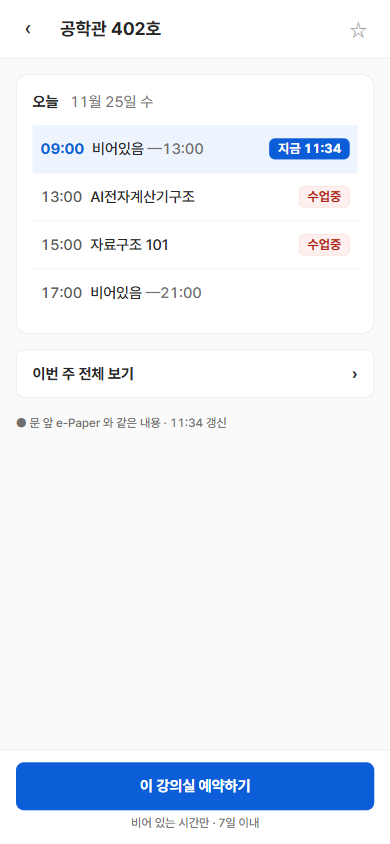 ‹ 공학관 402호 ☆
오늘 11월 25일 수
09:00 비어있음 —13:00 지금 11:34
13:00 AI전자계산기구조 수업중
15:00 자료구조 101 수업중
17:00 비어있음 —21:00
이번 주 전체 보기 ›
● 문 앞 e-Paper 와 같은 내용 · 11:34 갱신
이 강의실 예약하기
비어 있는 시간만 · 7일 이내